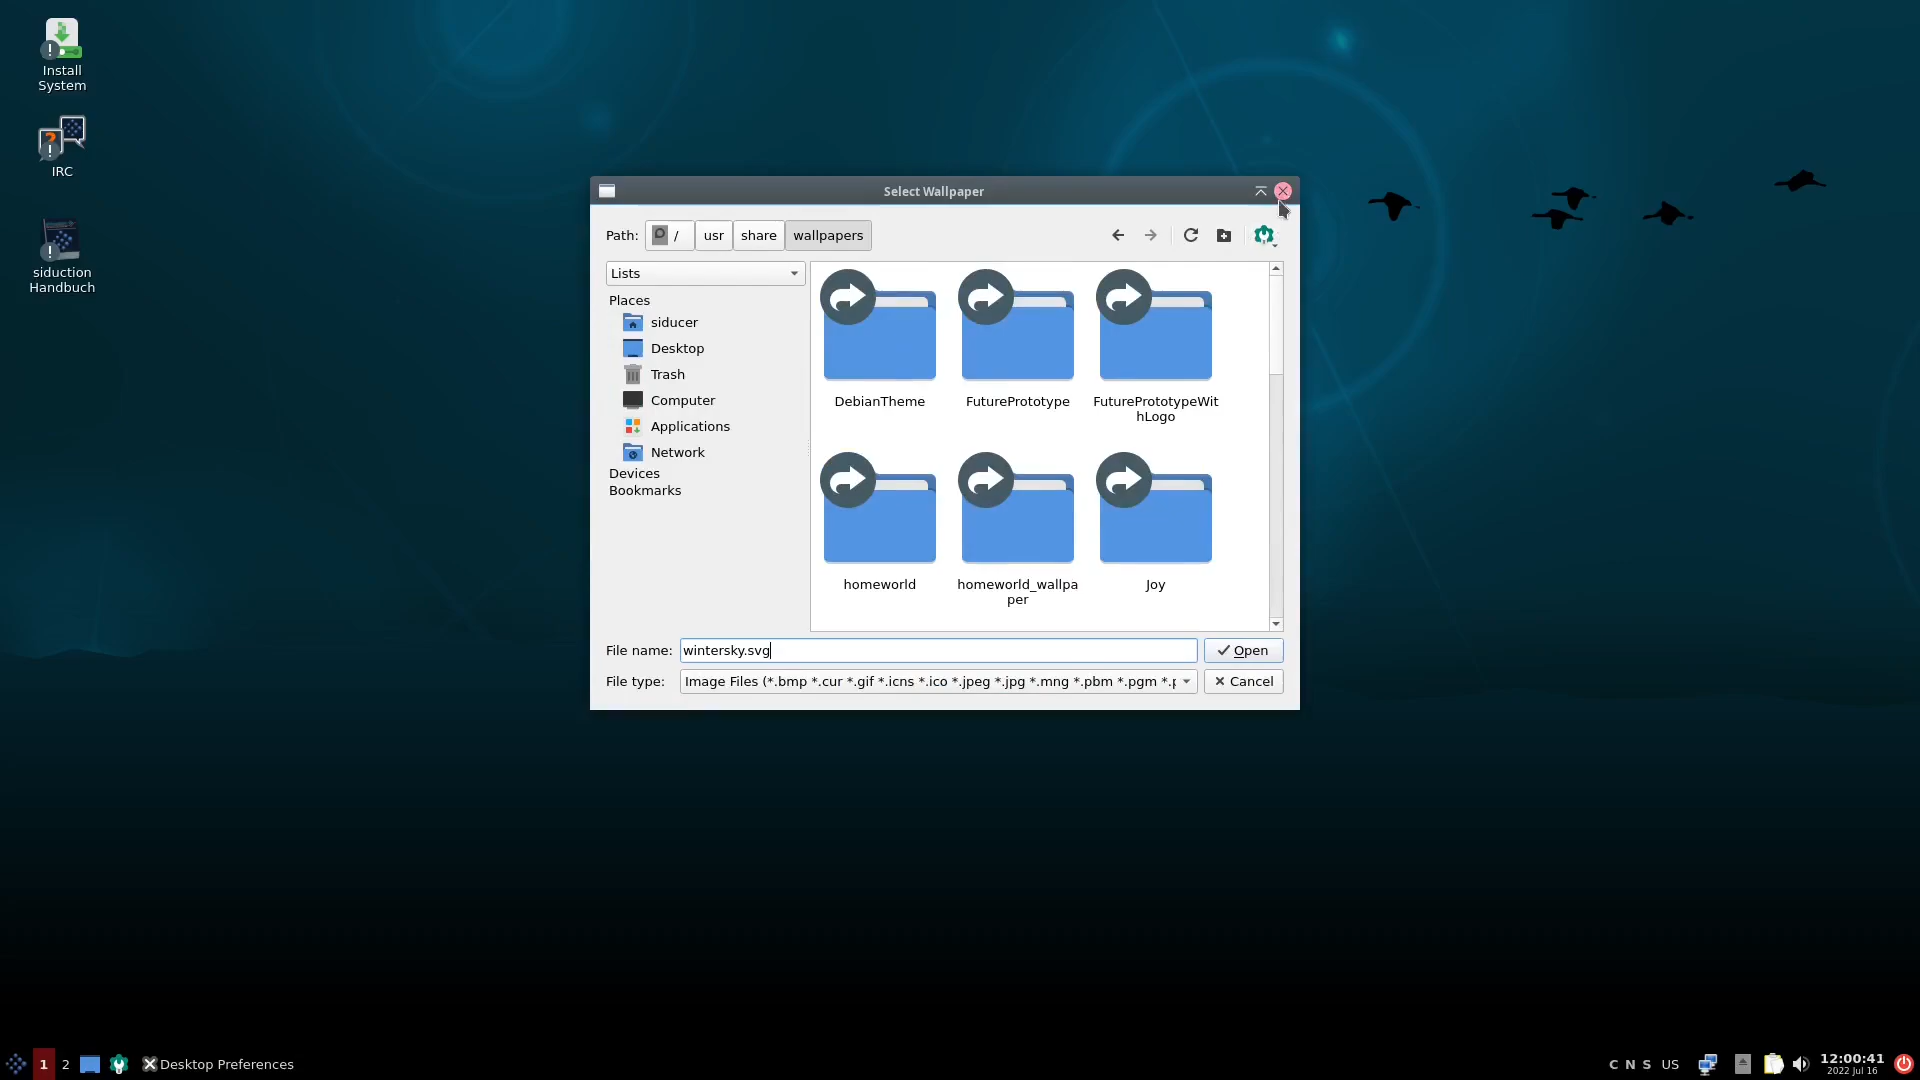 Install
System
IRC
siduction
Handbuch
Select Wallpaper
Path: / usr share wallpapers
Lists
Places
siducer
Desktop
Trash
Computer
Applications
Network
Devices
Bookmarks
DebianTheme
FuturePrototype
FuturePrototypeWit
hLogo
homeworld
homeworld_wallpa
per
Joy
File name: wintersky.svg Open
File type: Image Files (*.bmp *.cur *.gif *.icns *.ico *.jpeg *.jpg *.mng *.pbm *.pgm *.p Cancel
1 2 Desktop Preferences
C N S US
12:00:41
2022 Jul 16